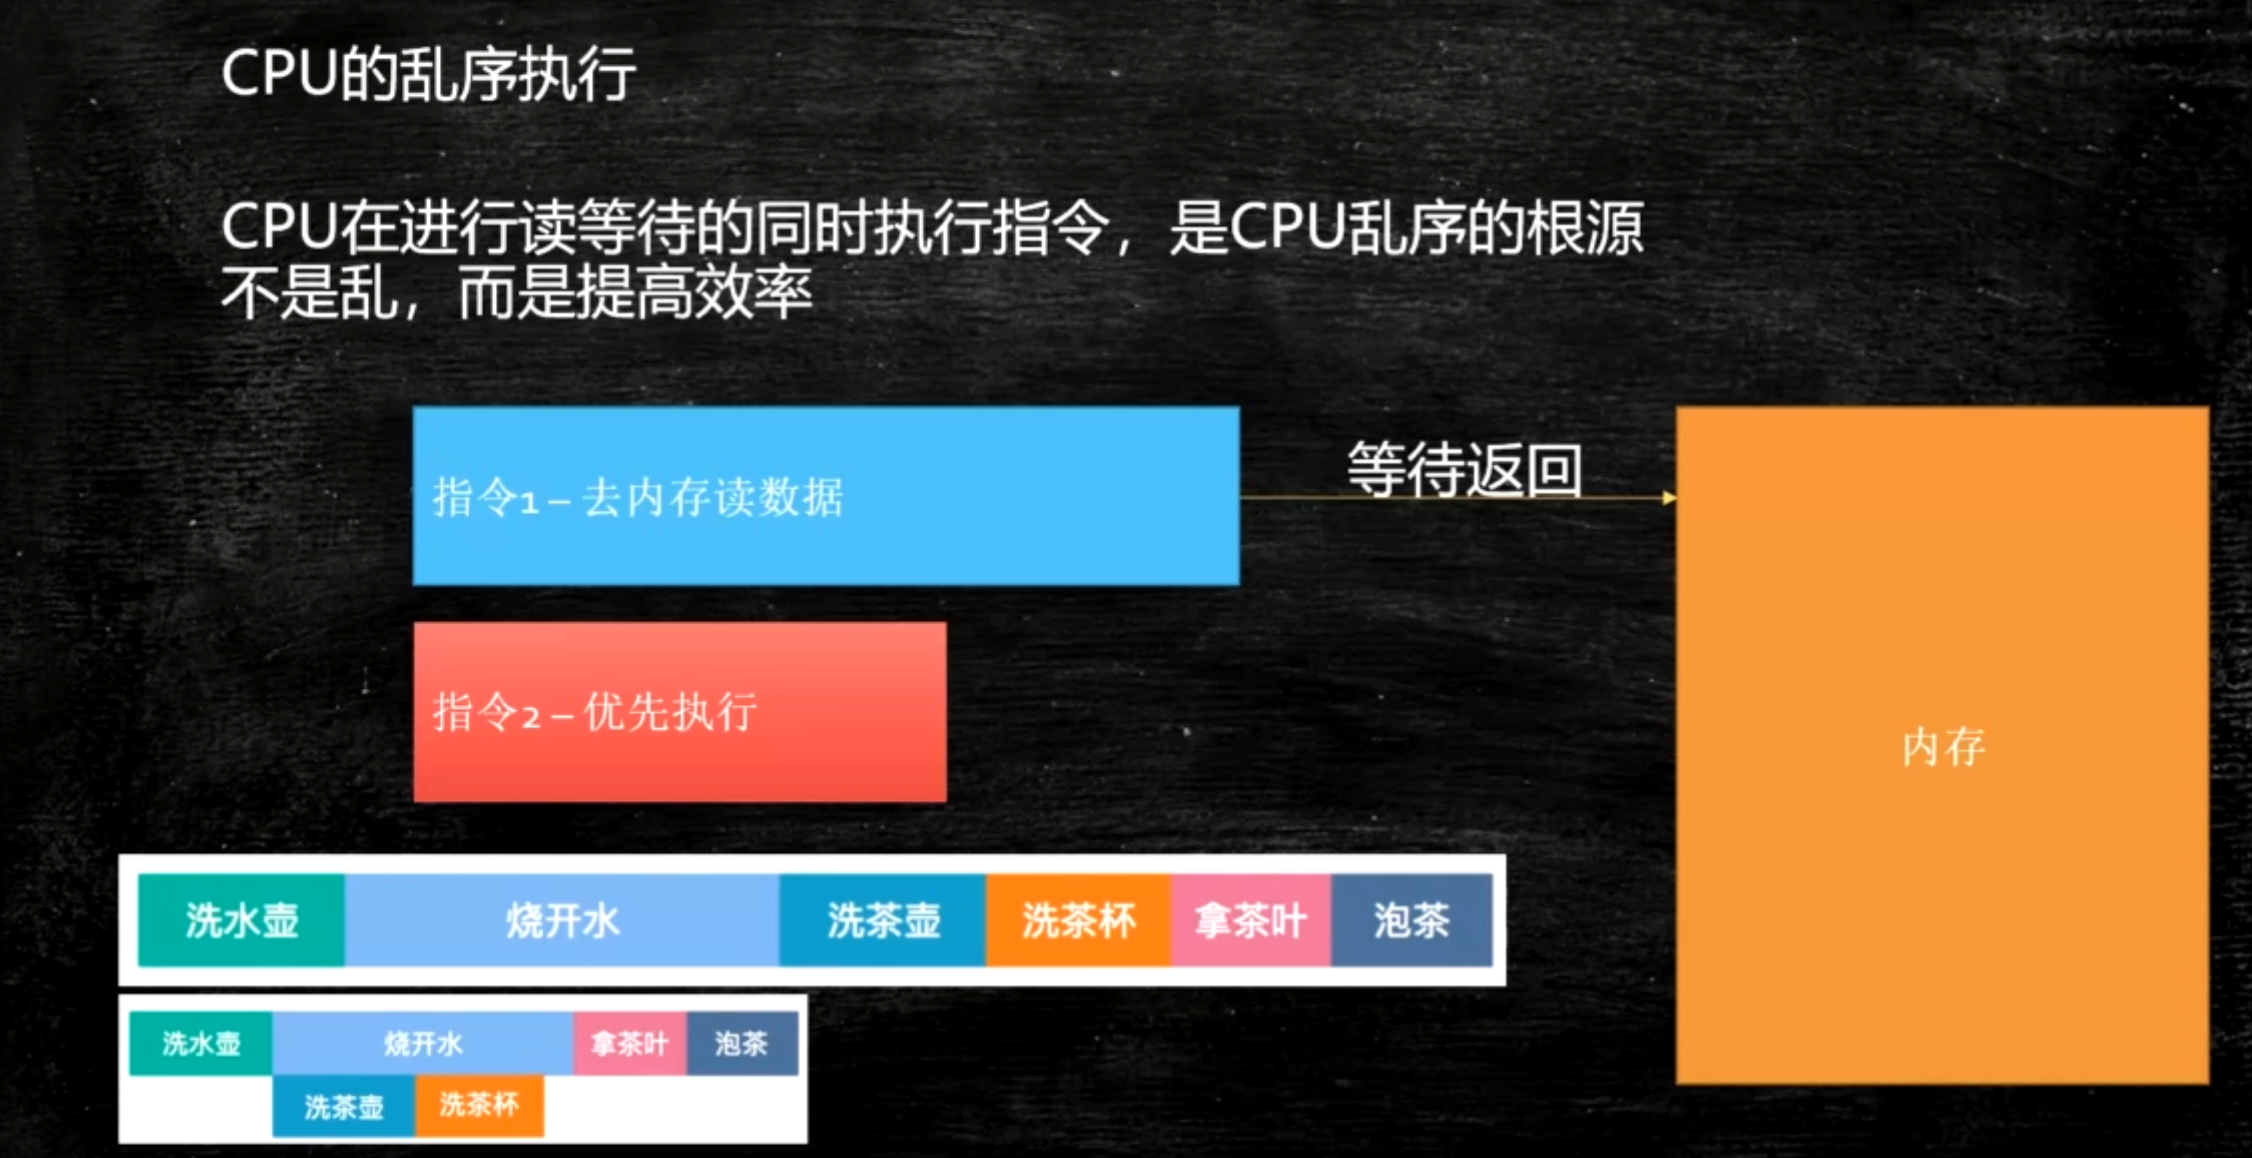 CPU的乱序执行
CPU在进行读等待的同时执行指令，是CPU乱序的根源
不是乱，而是提高效率
指令1 – 去内存读数据
等待返回
指令2 – 优先执行
内存
洗水壶 烧开水 洗茶壶 洗茶杯 拿茶叶 泡茶
洗水壶 烧开水 拿茶叶 泡茶
洗茶壶 洗茶杯